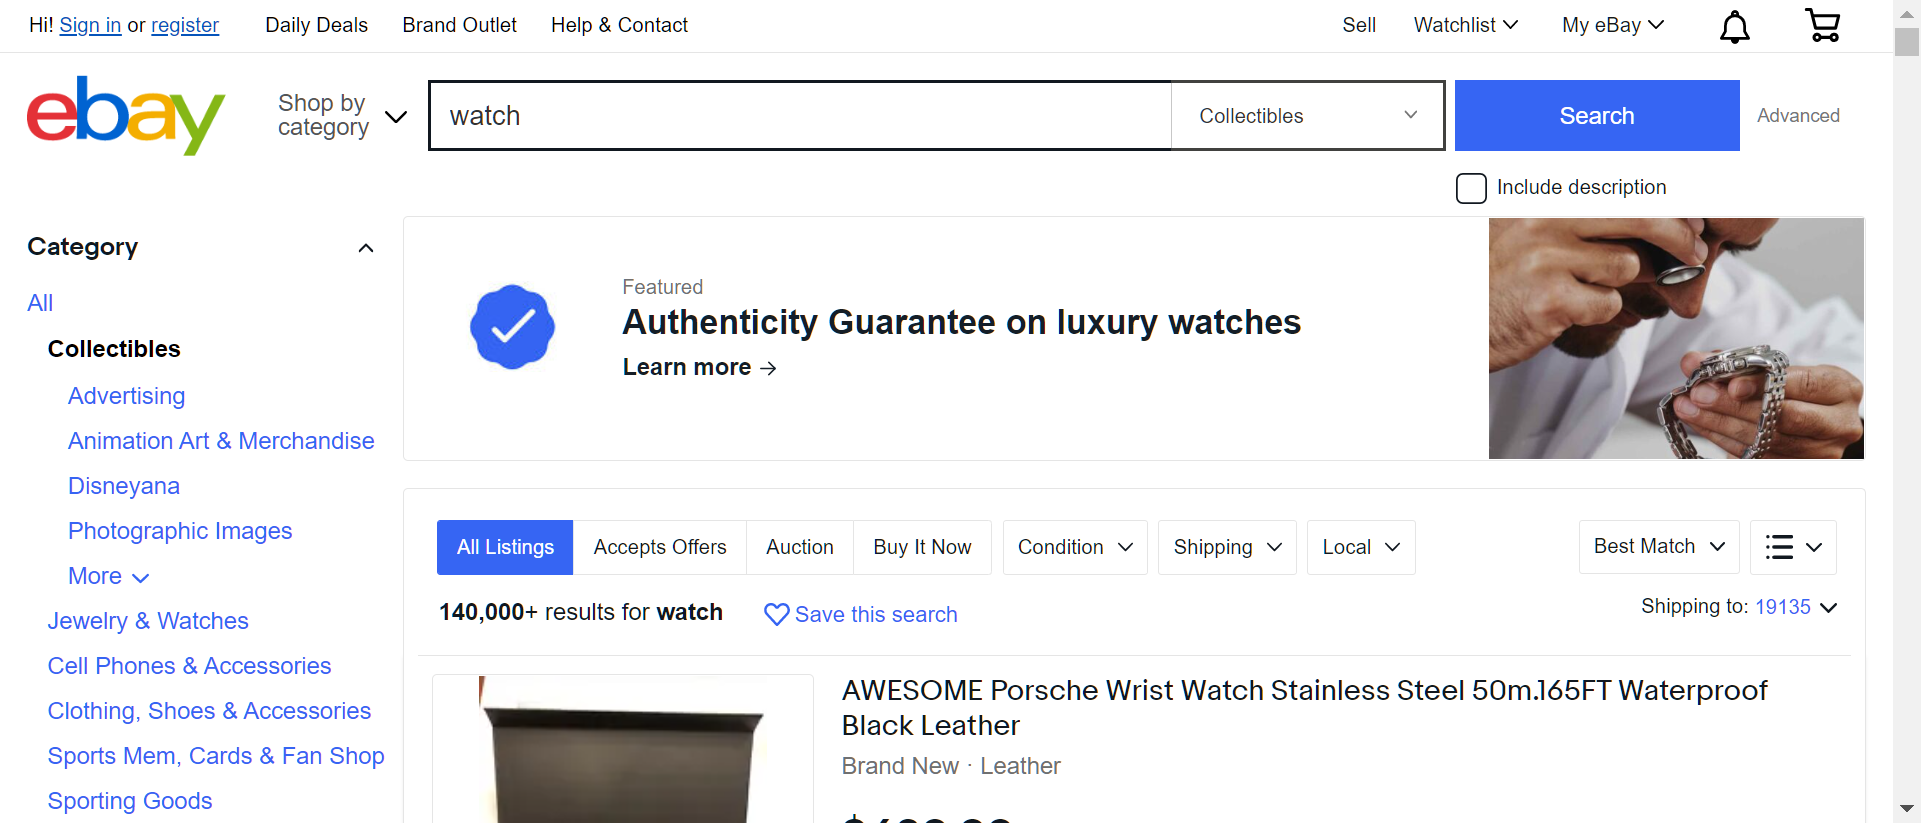 Hi! Sign in or register Daily Deals Brand Outlet Help & Contact Sell Watchlist My eBay
ebay
Shop by
category
watch Collectibles Search Advanced
Include description
Category
All
Collectibles
Advertising
Animation Art & Merchandise
Disneyana
Photographic Images
More
Jewelry & Watches
Cell Phones & Accessories
Clothing, Shoes & Accessories
Sports Mem, Cards & Fan Shop
Sporting Goods
Featured
Authenticity Guarantee on luxury watches
Learn more →
All Listings Accepts Offers Auction Buy It Now Condition Shipping Local Best Match
140,000+ results for watch Save this search Shipping to: 19135
AWESOME Porsche Wrist Watch Stainless Steel 50m.165FT Waterproof
Black Leather
Brand New · Leather